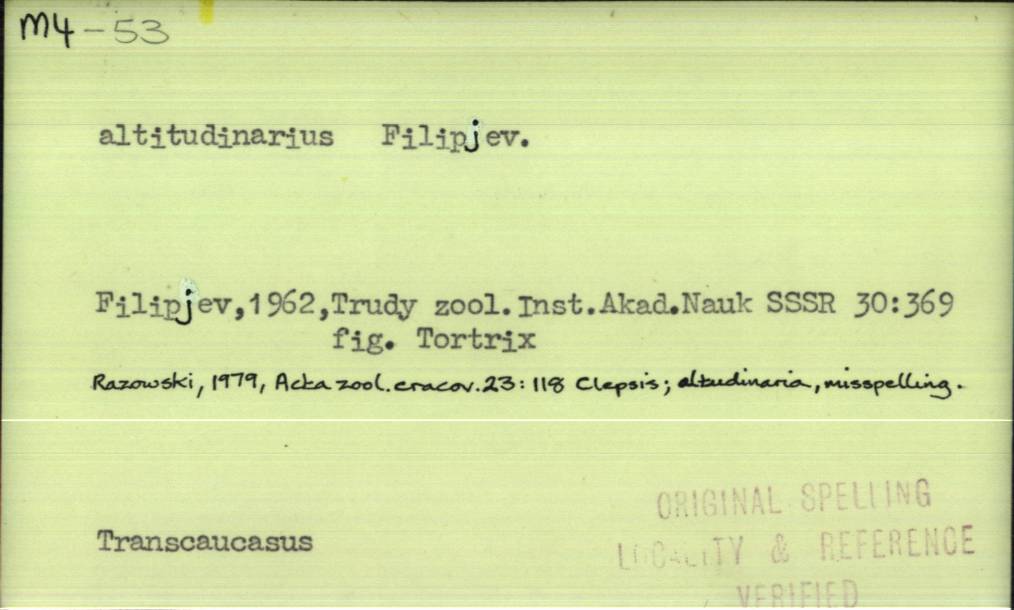 M4-53
altitudinarius Filipjev.
Filipjev,1962,Trudy zool.Inst.Akad.Nauk SSSR 30:369
fig. Tortrix
Razowski, 1979, Acta zool.cracov.23: 118 Clepsis; altudinaria, misspelling.
Transcaucasus
ORIGINAL SPELLING
LOCALITY & REFERENCE
VERIFIED